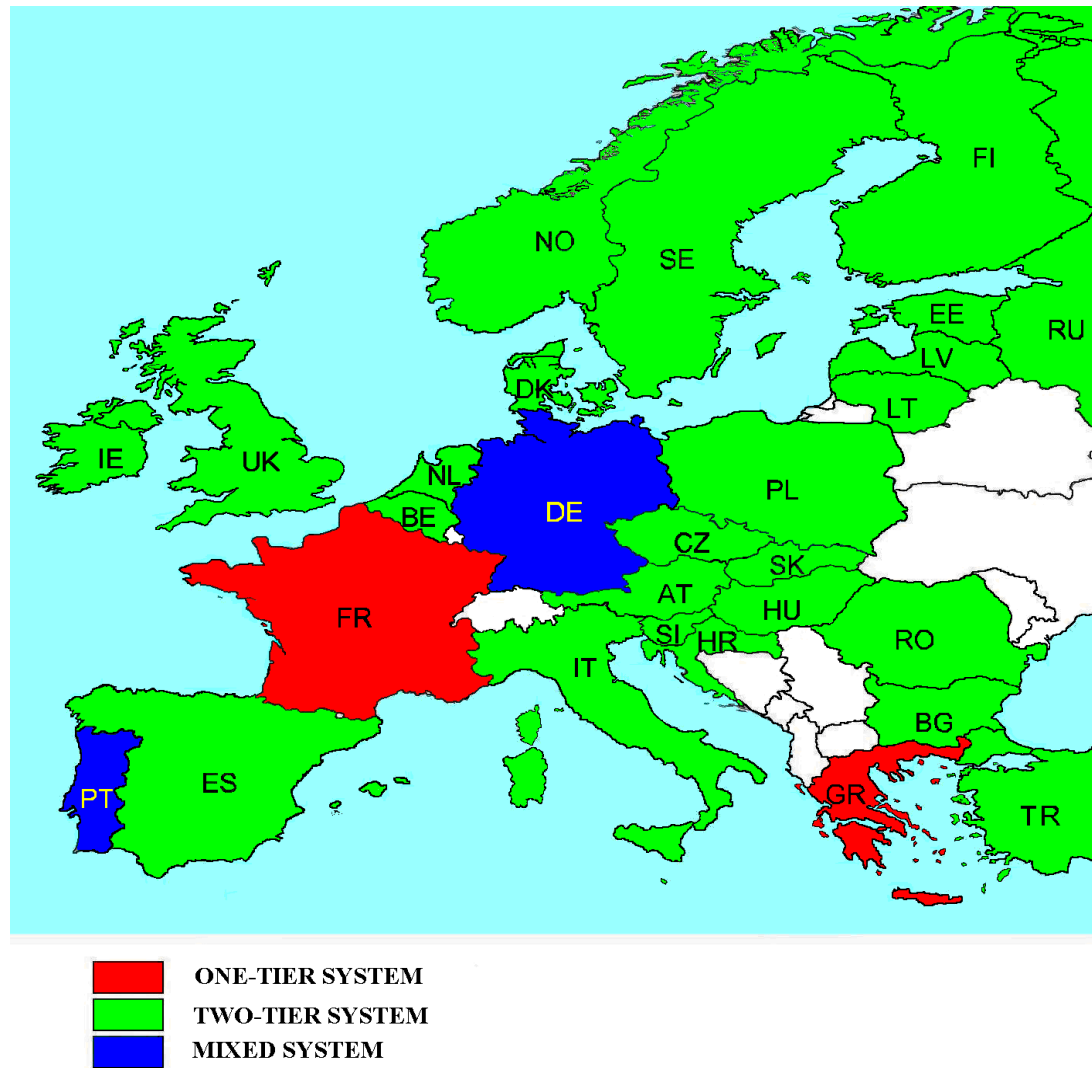 FI
NO
SE
EE
RU
LV
DK
LT
IE
UK
NL
PL
BE
DE
CZ
SK
AT
HU
FR
SI
HR
RO
IT
BG
ES
PT
GR
TR
ONE-TIER SYSTEM
TWO-TIER SYSTEM
MIXED SYSTEM